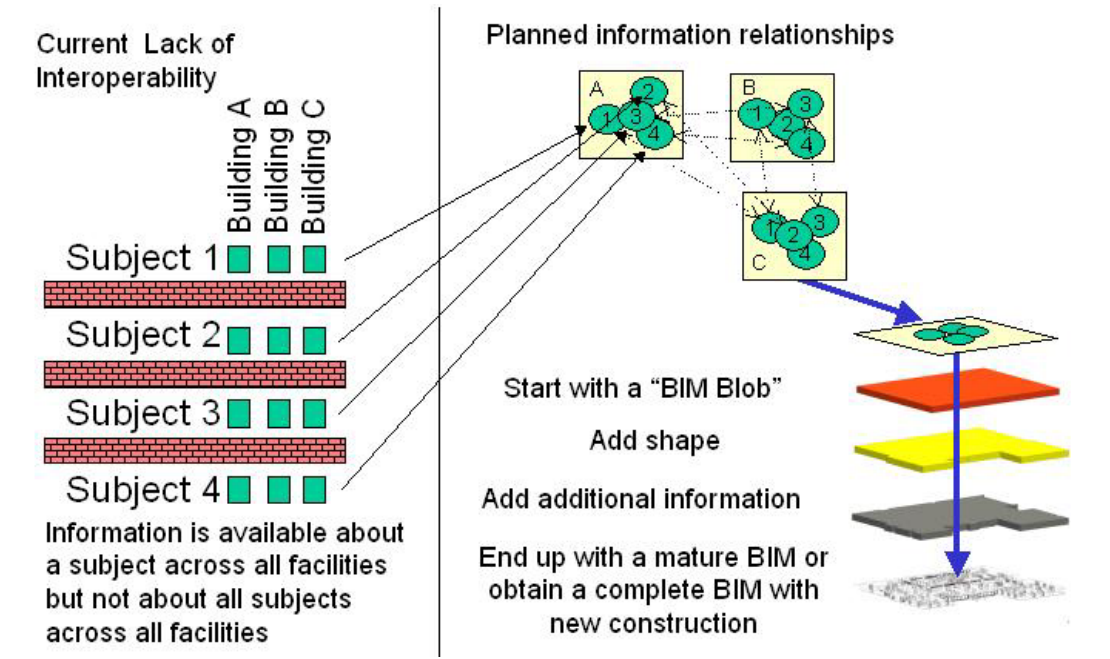 Current Lack of
Interoperability
Building A
Building B
Building C
Subject 1
Subject 2
Subject 3
Subject 4
Information is available about
a subject across all facilities
but not about all subjects
across all facilities
Planned information relationships
A
2
1
3
4
B
3
1
2
4
1
3
2
4
C
Start with a “BIM Blob”
Add shape
Add additional information
End up with a mature BIM or
obtain a complete BIM with
new construction